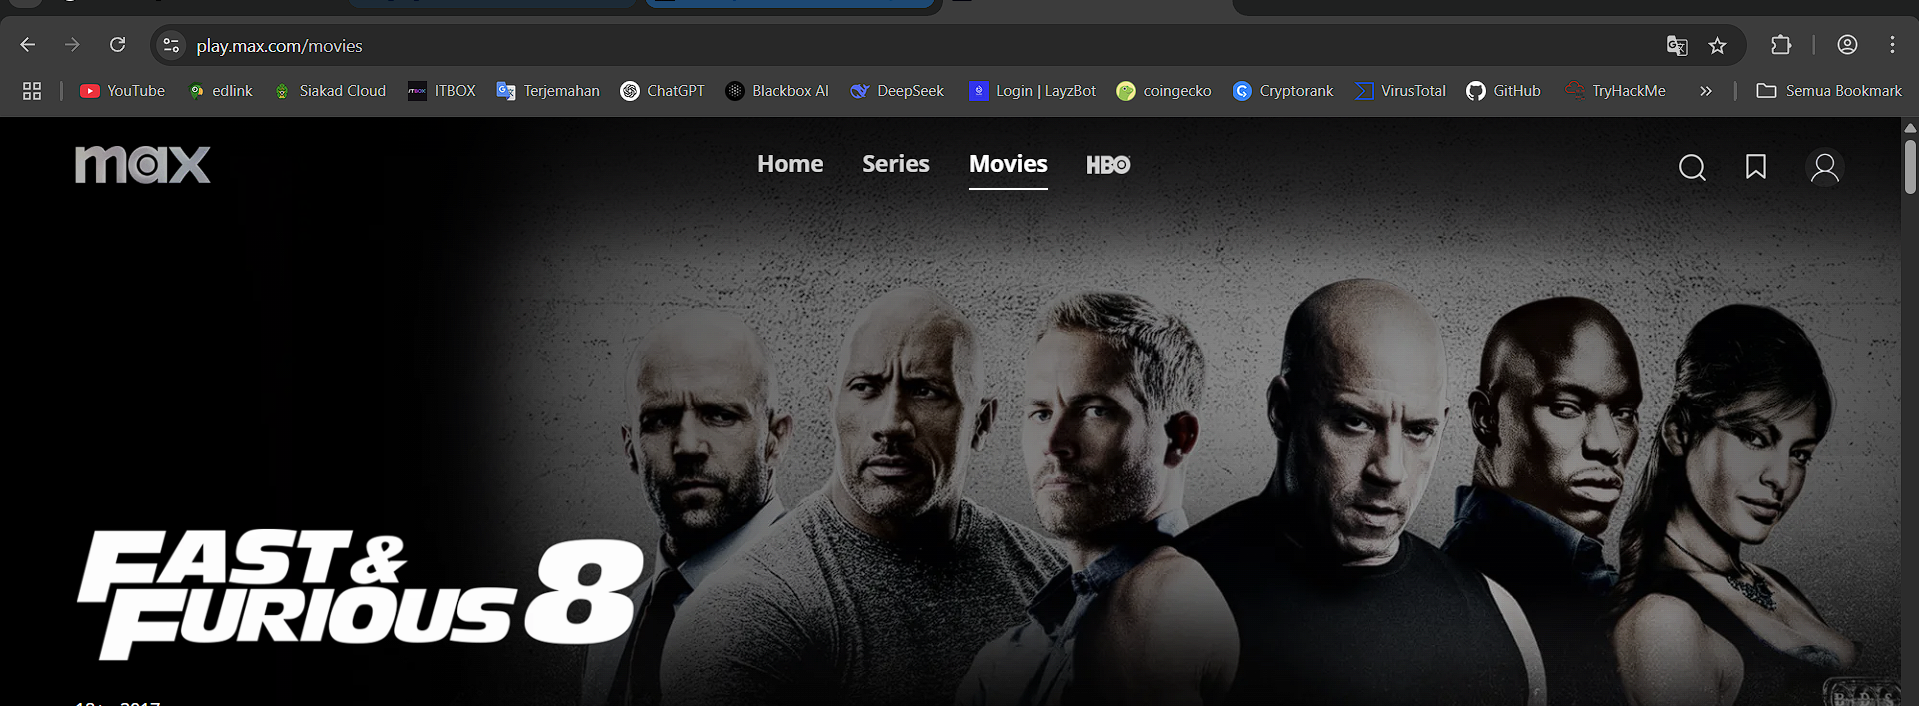 play.max.com/movies
YouTube edlink Siakad Cloud ITBOX Terjemahan ChatGPT Blackbox AI DeepSeek Login | LayzBot coingecko Cryptorank VirusTotal GitHub TryHackMe » Semua Bookmark
max Home Series Movies HBO
FAST &
FURIOUS 8